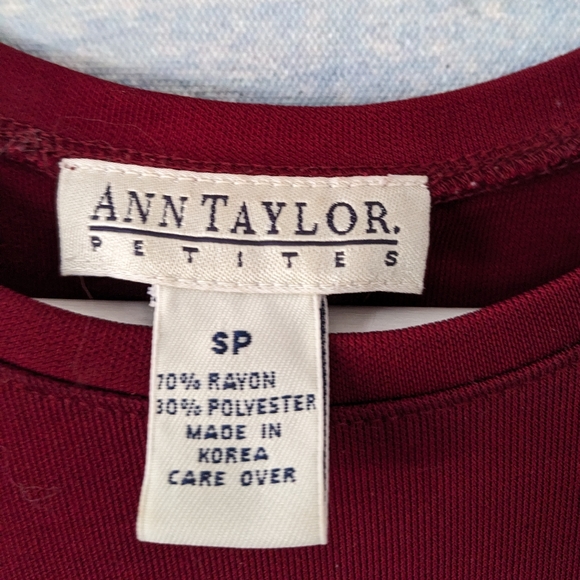 ANN TAYLOR.
PETITES
SP
70% RAYON
30% POLYESTER
MADE IN
KOREA
CARE OVER